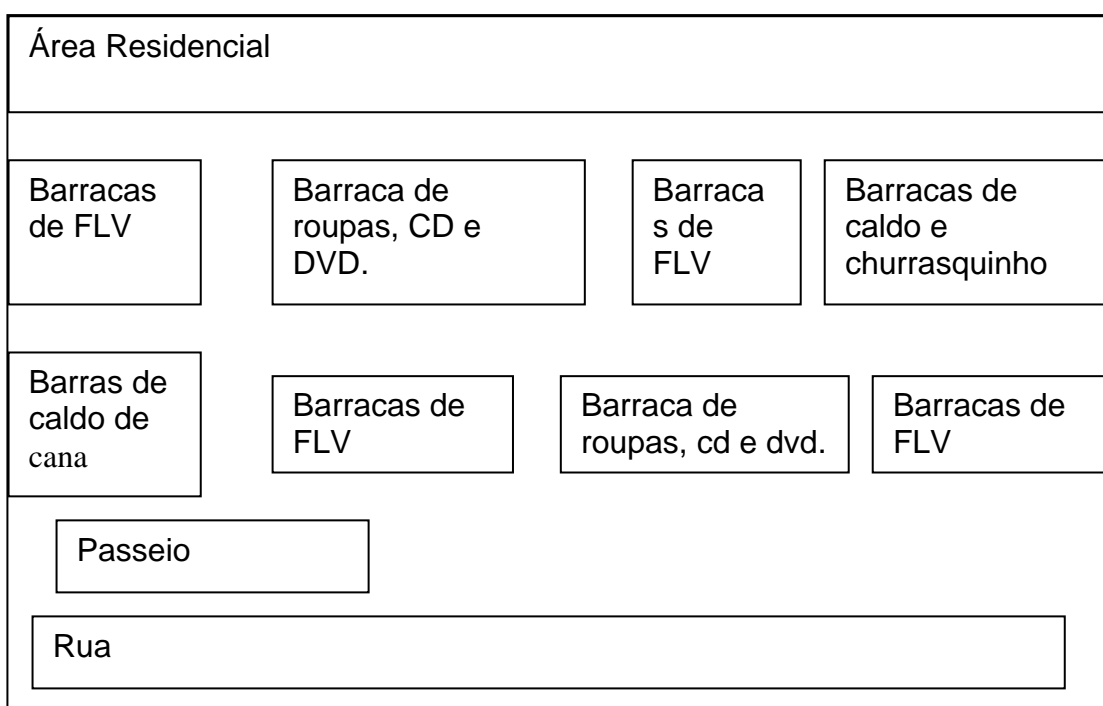 Área Residencial
Barracas
de FLV
Barraca de
roupas, CD e
DVD.
Barraca
s de
FLV
Barracas de
caldo e
churrasquinho
Barras de
caldo de
cana
Barracas de
FLV
Barraca de
roupas, cd e dvd.
Barracas de
FLV
Passeio
Rua